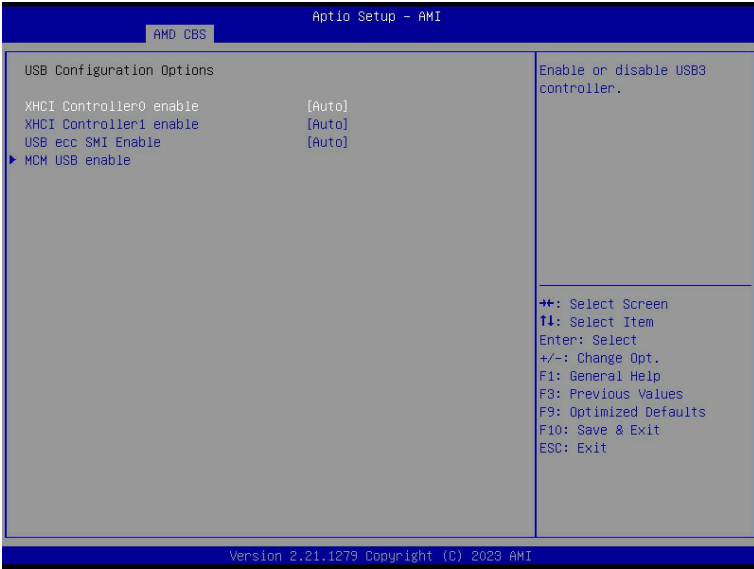 Aptio Setup - AMI
AMD CBS
USB Configuration Options
XHCI Controller0 enable [Auto]
XHCI Controller1 enable [Auto]
USB ecc SMI Enable [Auto]
MCM USB enable
Enable or disable USB3
controller.
→←: Select Screen
↑↓: Select Item
Enter: Select
+/-: Change Opt.
F1: General Help
F3: Previous Values
F9: Optimized Defaults
F10: Save & Exit
ESC: Exit
Version 2.21.1279 Copyright (C) 2023 AMI